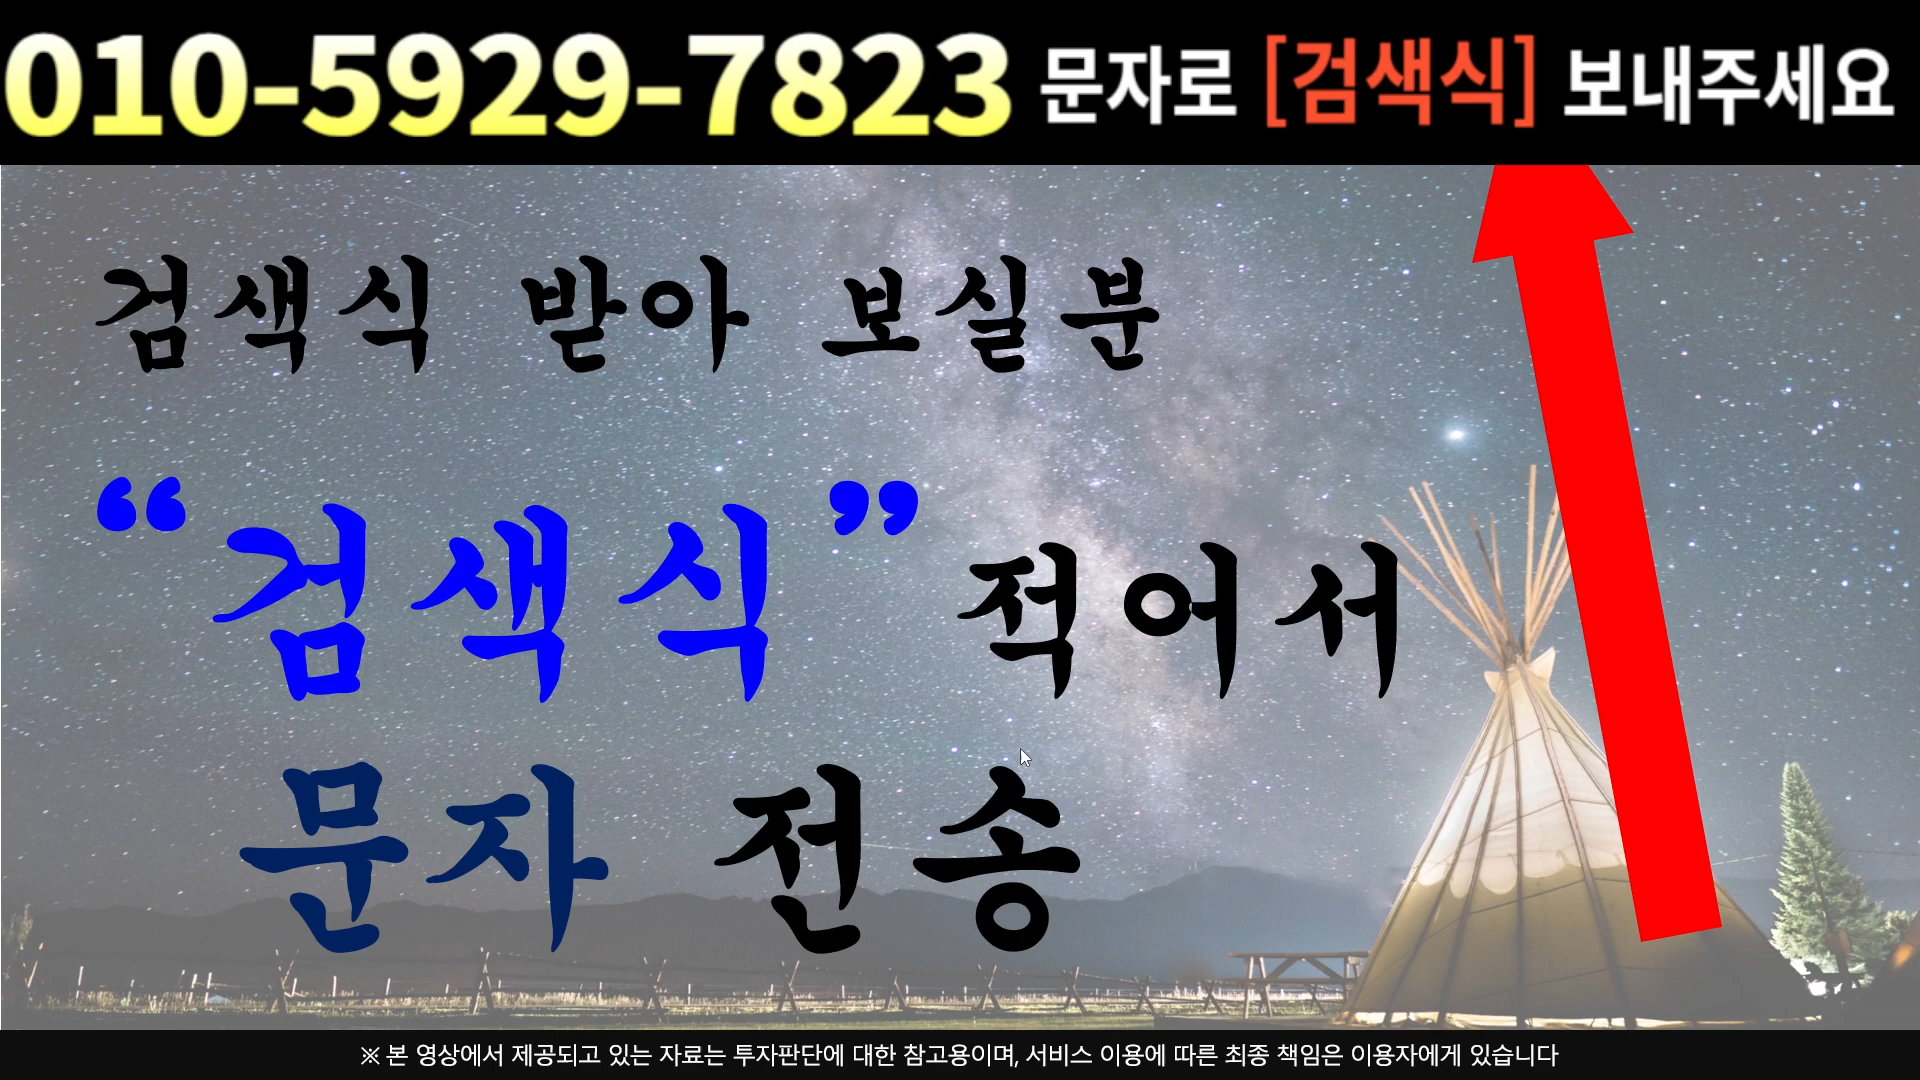 010-5929-7823 문자로 [검색식] 보내주세요
검색식 받아 보실분
“검색식” 적어서
문자 전송
※ 본 영상에서 제공되고 있는 자료는 투자판단에 대한 참고용이며, 서비스 이용에 따른 최종 책임은 이용자에게 있습니다